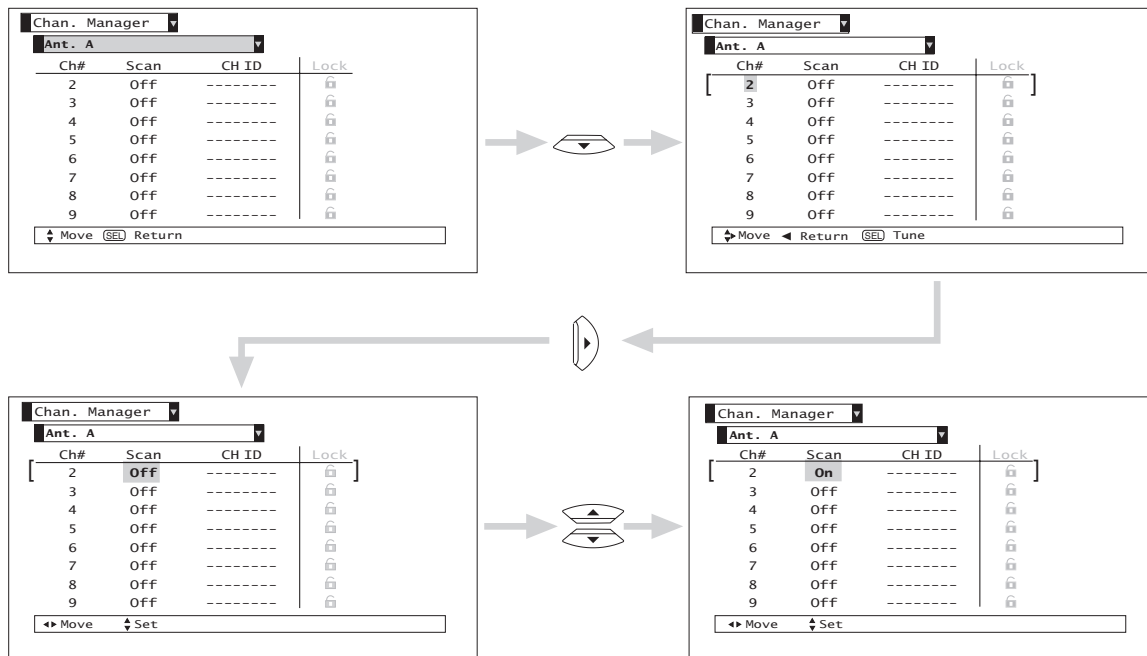 Chan. Manager
Ant. A
Ch# Scan CH ID Lock
2 Off --------
3 Off --------
4 Off --------
5 Off --------
6 Off --------
7 Off --------
8 Off --------
9 Off --------
Move SEL Return
Chan. Manager
Ant. A
Ch# Scan CH ID Lock
2 Off --------
3 Off --------
4 Off --------
5 Off --------
6 Off --------
7 Off --------
8 Off --------
9 Off --------
Move Return SEL Tune
Chan. Manager
Ant. A
Ch# Scan CH ID Lock
2 Off --------
3 Off --------
4 Off --------
5 Off --------
6 Off --------
7 Off --------
8 Off --------
9 Off --------
Move Set
Chan. Manager
Ant. A
Ch# Scan CH ID Lock
2 On --------
3 Off --------
4 Off --------
5 Off --------
6 Off --------
7 Off --------
8 Off --------
9 Off --------
Move Set